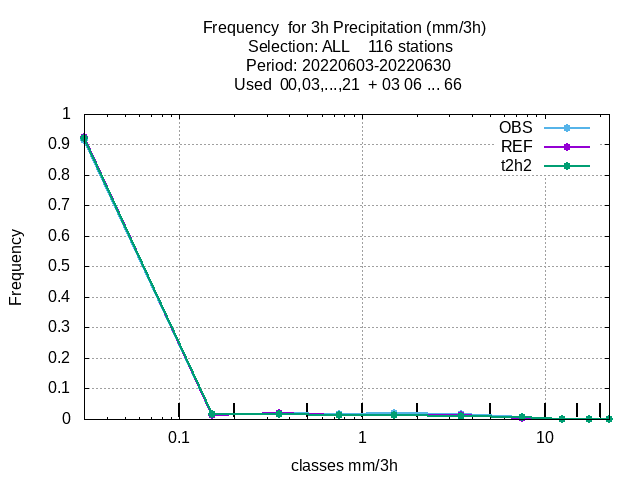 Frequency  for 3h Precipitation (mm/3h)
Selection: ALL    116 stations
Period: 20220603-20220630
Used  00,03,...,21  + 03 06 ... 66
OBS
REF
t2h2
Frequency
1
0.9
0.8
0.7
0.6
0.5
0.4
0.3
0.2
0.1
0
0.1
1
10
classes mm/3h